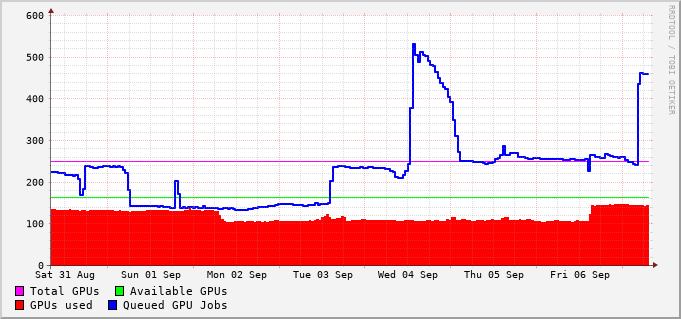 600
500
400
300
200
100
0
Sat 31 Aug Sun 01 Sep Mon 02 Sep Tue 03 Sep Wed 04 Sep Thu 05 Sep Fri 06 Sep
Total GPUs Available GPUs
GPUs used Queued GPU Jobs
RRDTOOL / TOBI OETIKER